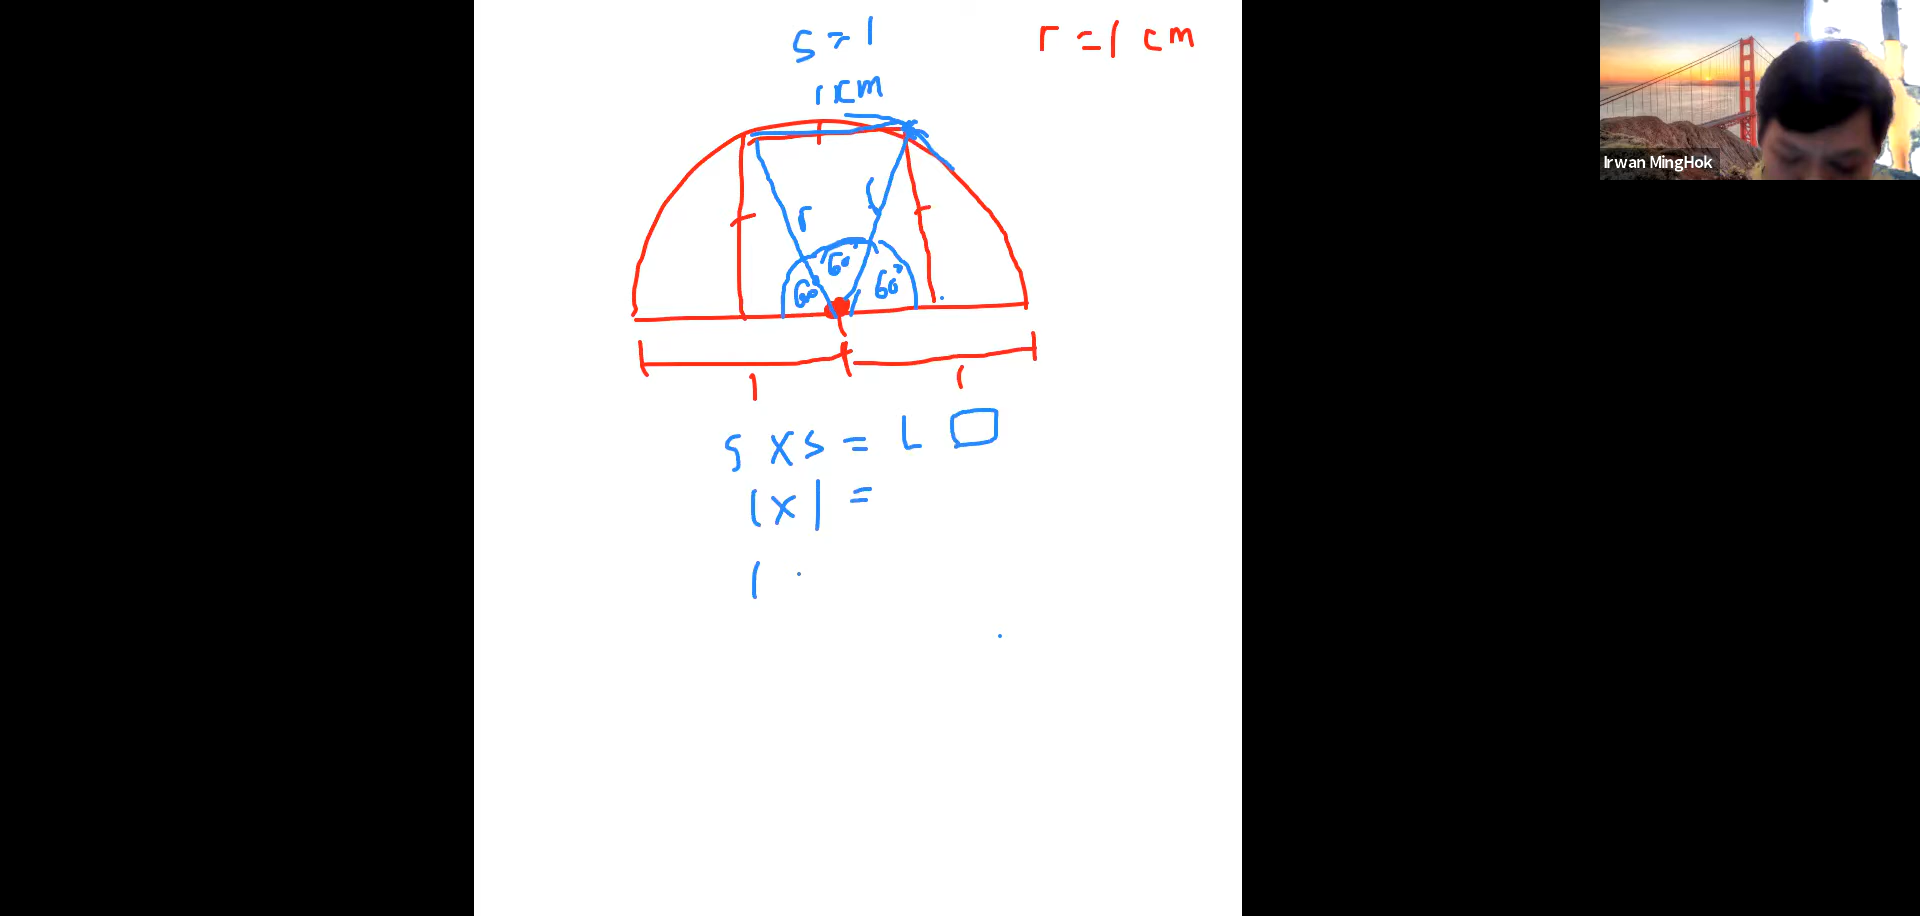 s = 1
r = 1 cm
1 cm
r
r
60
60
60°
1
1
s x s = L □
1 x 1 =
1
Irwan MingHok